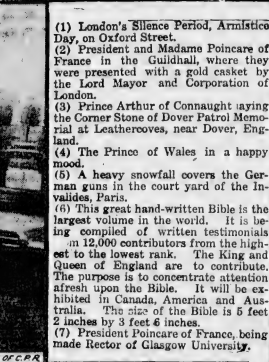 (1) London's Silence Period, Armistice
Day, on Oxford Street.
(2) President and Madame Poincare of
France in the Guildhall, where they
were presented with a gold casket by
the Lord Mayor and Corporation of
London.
(3) Prince Arthur of Connaught laying
the Corner Stone of Dover Patrol Memo-
rial at Leathercoves, near Dover, Eng-
land.
(4) The Prince of Wales in a happy
mood.
(5) A heavy snowfall covers the Ger-
man guns in the court yard of the In-
valides, Paris.
(6) This great hand-written Bible is the
largest volume in the world. It is be-
ing compiled of written testimonials
m 12,000 contributors from the high-
est to the lowest rank. The King and
Queen of England are to contribute.
The purpose is to concentrate attention
afresh upon the Bible. It will be ex-
hibited in Canada, America and Aus-
tralia. The size of the Bible is 5 feet
2 inches by 3 feet 6 inches.
(7) President Poincare of France, being
made Rector of Glasgow University.
OF C.P.R